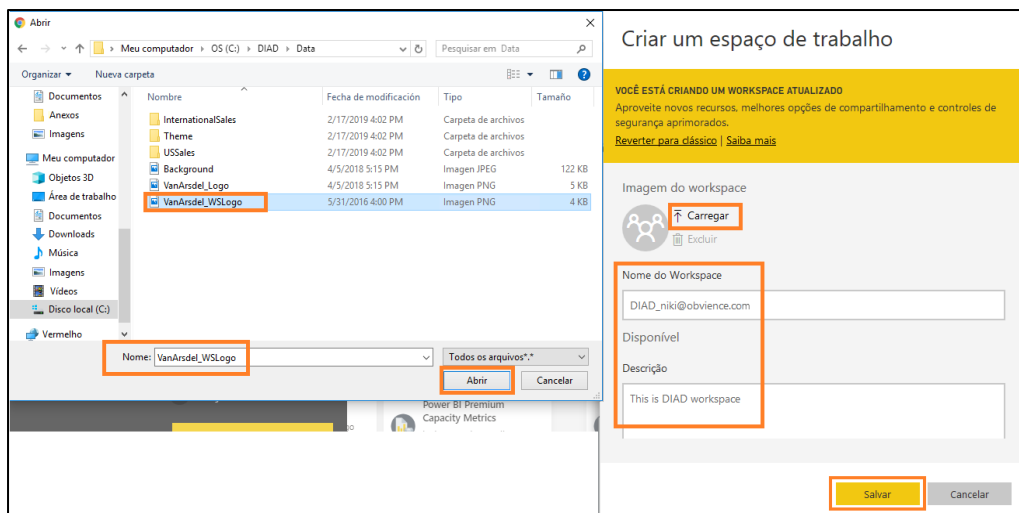 Abrir
Meu computador OS (C:) DIAD Data
Pesquisar em Data
Organizar Nueva carpeta
Documentos
Anexos
Imagens
Meu computador
Objetos 3D
Área de trabalho
Documentos
Downloads
Música
Imagens
Vídeos
Disco local (C:)
Vermelho
Nombre Fecha de modificación Tipo Tamaño
InternationalSales 2/17/2019 4:02 PM Carpeta de archivos
Theme 2/17/2019 4:02 PM Carpeta de archivos
USSales 2/17/2019 4:02 PM Carpeta de archivos
Background 4/5/2018 5:15 PM Imagen JPEG 122 KB
VanArsdel_Logo 4/5/2018 5:15 PM Imagen PNG 5 KB
VanArsdel_WSLogo 5/31/2016 4:00 PM Imagen PNG 4 KB
Nome: VanArsdel_WSLogo
Todos os arquivos*.*
Abrir Cancelar
Power BI Premium
Capacity Metrics
Criar um espaço de trabalho
VOCÊ ESTÁ CRIANDO UM WORKSPACE ATUALIZADO
Aproveite novos recursos, melhores opções de compartilhamento e controles de
segurança aprimorados.
Reverter para clássico | Saiba mais
Imagem do workspace
Carregar
Excluir
Nome do Workspace
DIAD_niki@obvience.com
Disponível
Descrição
This is DIAD workspace
Salvar Cancelar